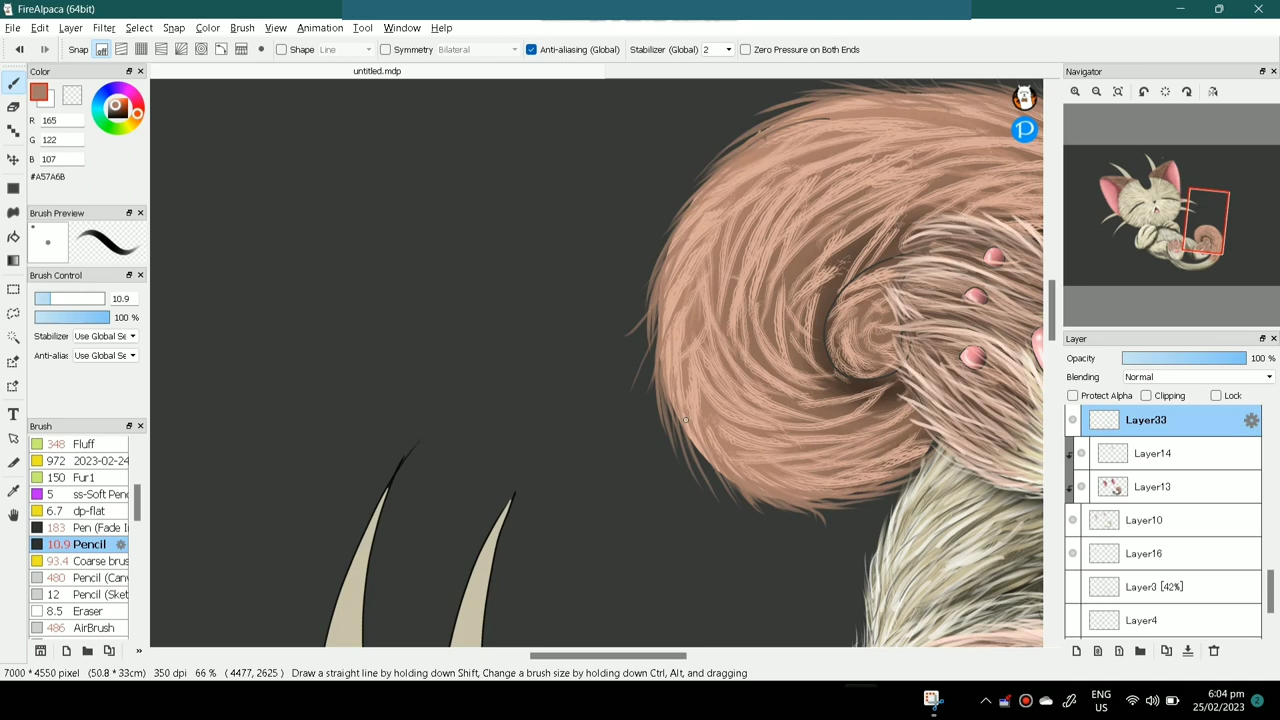 FireAlpaca (64bit)
File Edit Layer Filter Select Snap Color Brush View Animation Tool Window Help
Snap off Shape Line Symmetry Bilateral Anti-aliasing (Global) Stabilizer (Global) 2 Zero Pressure on Both Ends
Color
untitled.mdp
Navigator
R 165
G 122
B 107
#A57A6B
Brush Preview
Brush Control
10.9
100 %
Stabilizer Use Global Se
Anti-alias Use Global Se
Brush
348 Fluff
972 2023-02-24
150 Fur1
5 ss-Soft Penc
6.7 dp-flat
183 Pen (Fade I
10.9 Pencil
93.4 Coarse brus
480 Pencil (Can
12 Pencil (Sket
8.5 Eraser
486 AirBrush
Layer
Opacity 100 %
Blending Normal
Protect Alpha Clipping Lock
Layer33
Layer14
Layer13
Layer10
Layer16
Layer3 [42%]
Layer4
7000 * 4550 pixel (50.8 * 33cm) 350 dpi 66 % ( 4477, 2625 ) Draw a straight line by holding down Shift, Change a brush size by holding down Ctrl, Alt, and dragging
ENG
US
6:04 pm
25/02/2023
2